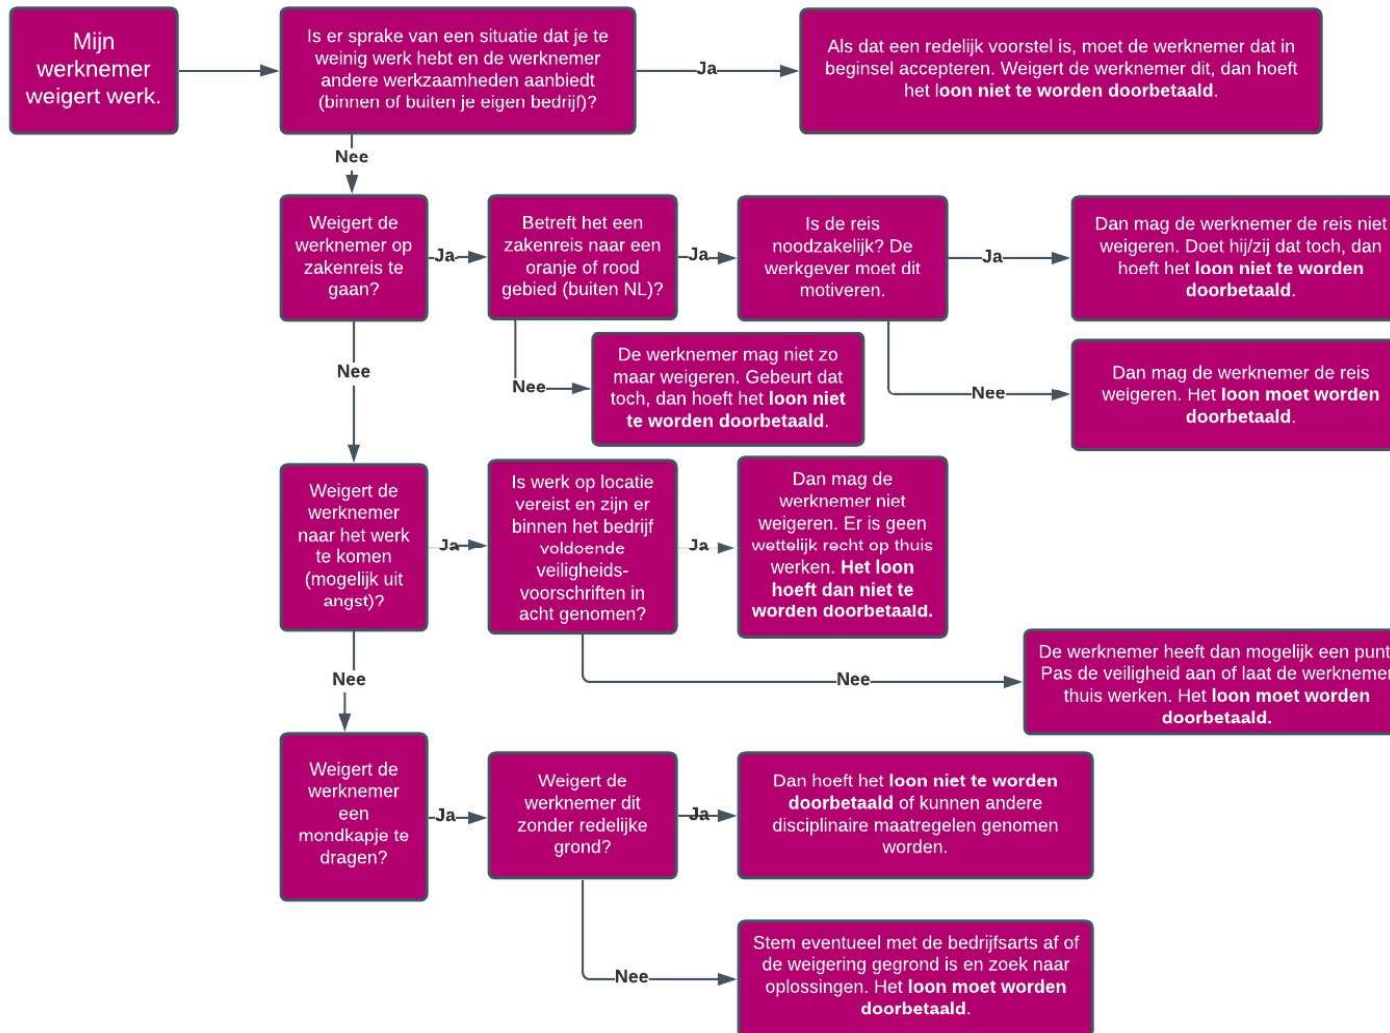 Mijn
werknemer
weigert werk.
Is er sprake van een situatie dat je te
weinig werk hebt en de werknemer
andere werkzaamheden aanbiedt
(binnen of buiten je eigen bedrijf)?
Ja
Als dat een redelijk voorstel is, moet de werknemer dat in
beginsel accepteren. Weigert de werknemer dit, dan hoeft
het loon niet te worden doorbetaald.
Nee
Weigert de
werknemer op
zakenreis te
gaan?
Ja
Betreft het een
zakenreis naar een
oranje of rood
gebied (buiten NL)?
Ja
Is de reis
noodzakelijk? De
werkgever moet dit
motiveren.
Ja
Dan mag de werknemer de reis niet
weigeren. Doet hij/zij dat toch, dan
hoeft het loon niet te worden
doorbetaald.
Nee
De werknemer mag niet zo
maar weigeren. Gebeurt dat
toch, dan hoeft het loon niet
te worden doorbetaald.
Nee
Dan mag de werknemer de reis
weigeren. Het loon moet worden
doorbetaald.
Nee
Weigert de
werknemer
naar het werk
te komen
(mogelijk uit
angst)?
Ja
Is werk op locatie
vereist en zijn er
binnen het bedrijf
voldoende
veiligheids-
voorschriften in
acht genomen?
Ja
Dan mag de
werknemer niet
weigeren. Er is geen
wettelijk recht op thuis
werken. Het loon
hoeft dan niet te
worden doorbetaald.
Nee
De werknemer heeft dan mogelijk een punt.
Pas de veiligheid aan of laat de werknemer
thuis werken. Het loon moet worden
doorbetaald.
Nee
Weigert de
werknemer
een
mondkapje te
dragen?
Ja
Weigert de
werknemer dit
zonder redelijke
grond?
Ja
Dan hoeft het loon niet te worden
doorbetaald of kunnen andere
disciplinaire maatregelen genomen
worden.
Nee
Stem eventueel met de bedrijfsarts af of
de weigering gegrond is en zoek naar
oplossingen. Het loon moet worden
doorbetaald.